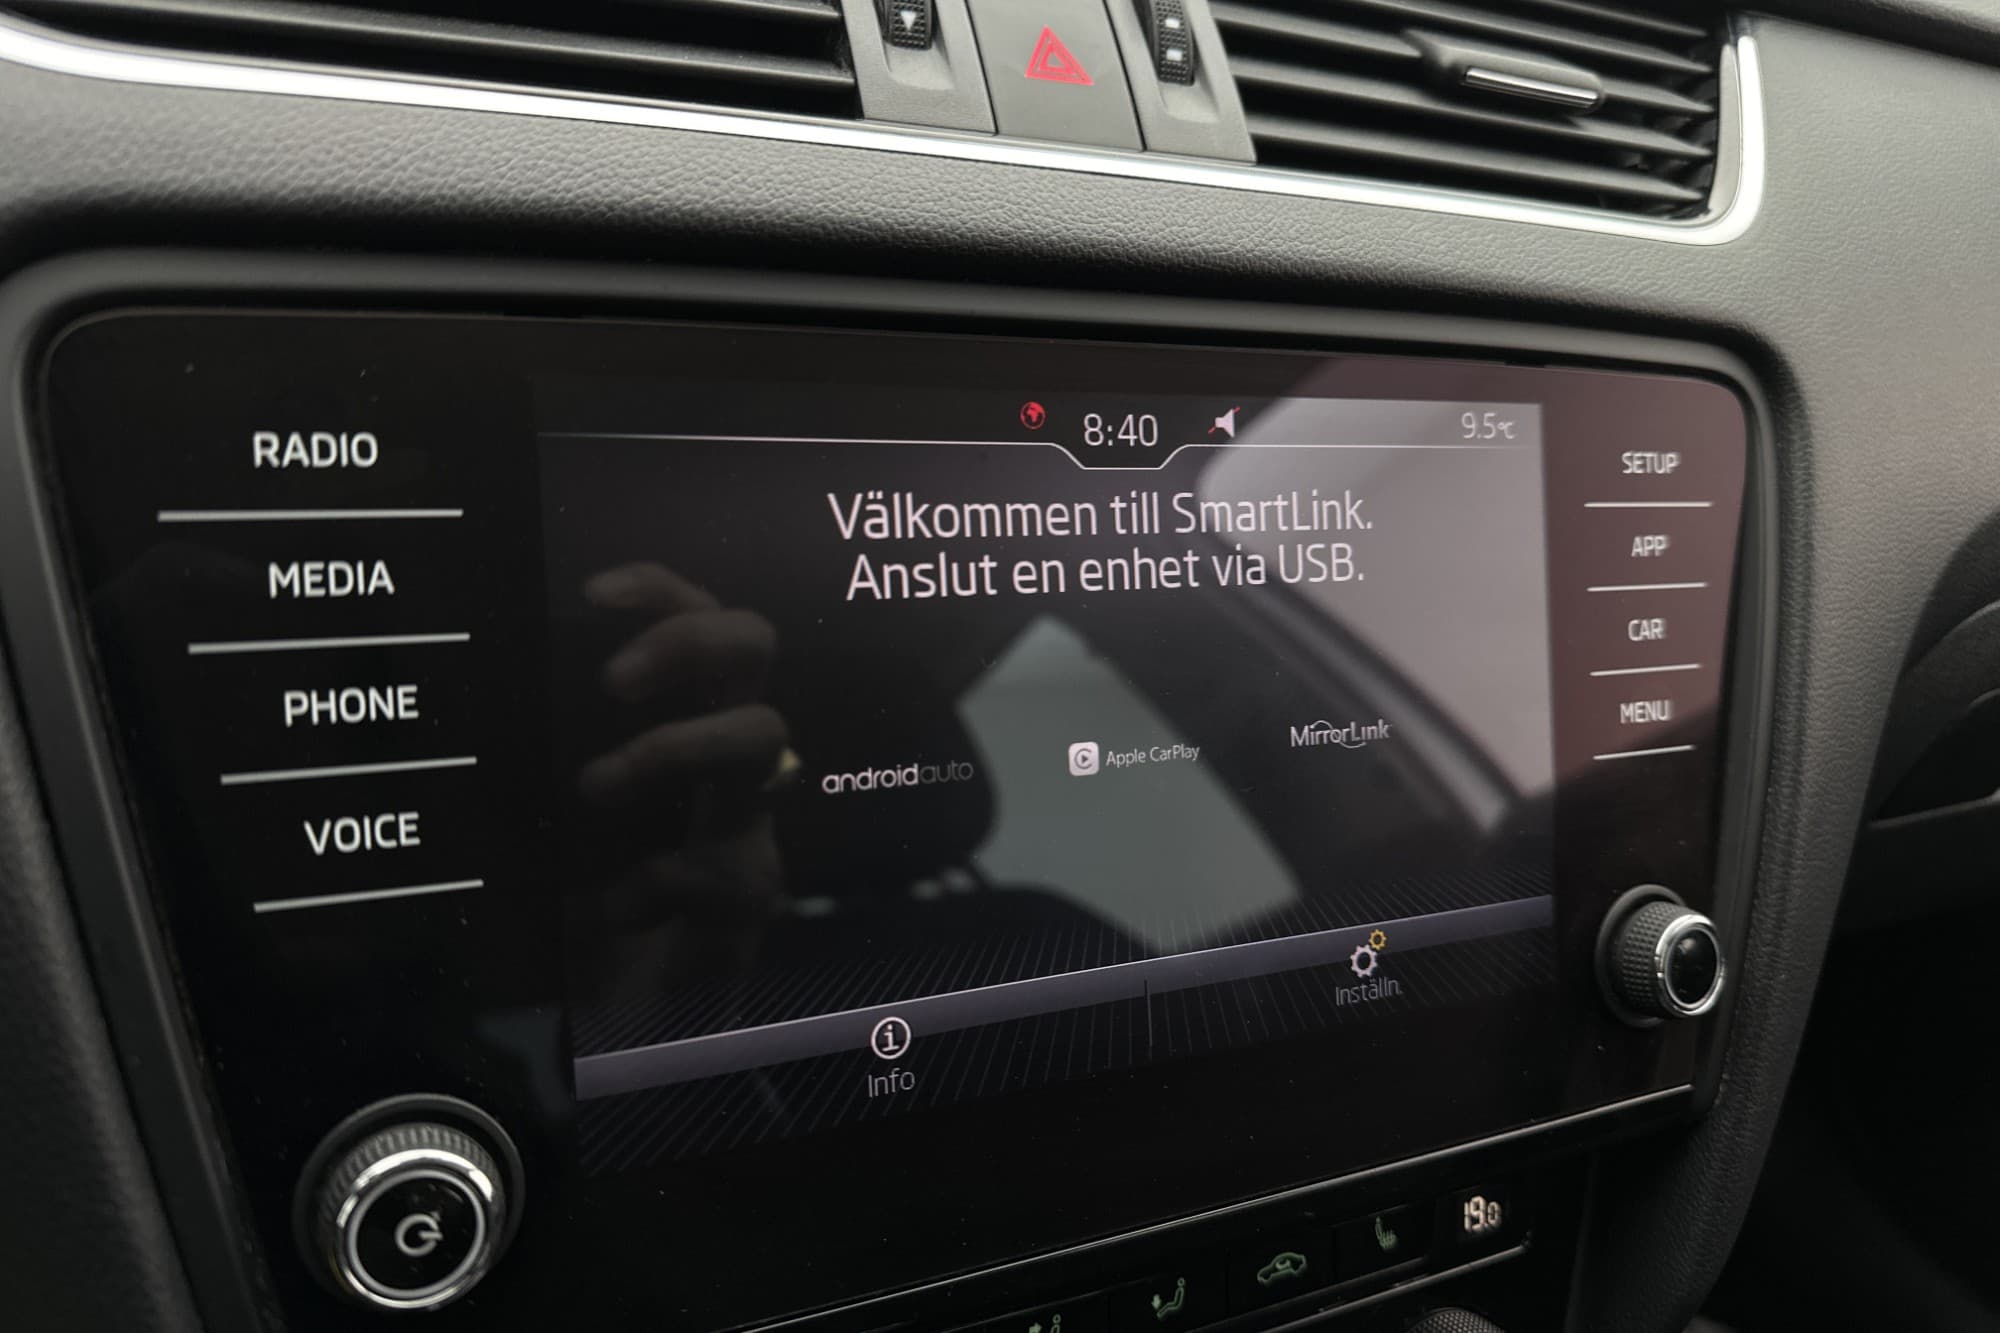 RADIO
MEDIA
PHONE
VOICE
8:40
9.5°C
Välkommen till SmartLink.
Anslut en enhet via USB.
androidauto
Apple CarPlay
MirrorLink
Info
Inställn.
SETUP
APP
CAR
MENU
19.0